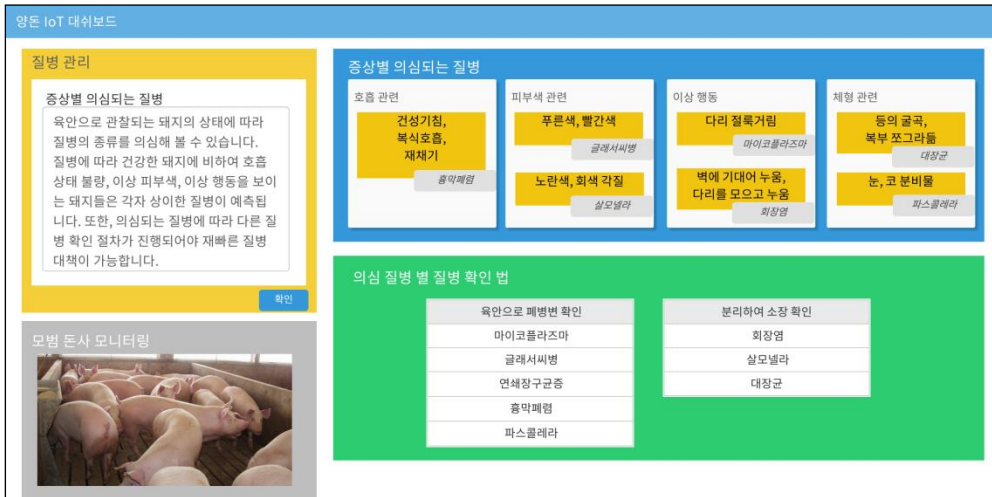 양돈 IoT 대쉬보드
질병 관리
증상별 의심되는 질병
육안으로 관찰되는 돼지의 상태에 따라
질병의 종류를 의심해 볼 수 있습니다.
질병에 따라 건강한 돼지에 비하여 호흡
상태 불량, 이상 피부색, 이상 행동을 보이
는 돼지들은 각자 상이한 질병이 예측됩
니다. 또한, 의심되는 질병에 따라 다른 질
병 확인 절차가 진행되어야 재빠른 질병
대책이 가능합니다.
확인
모범 돈사 모니터링
증상별 의심되는 질병
호흡 관련
건성기침,
복식호흡,
재채기
흉막폐렴
피부색 관련
푸른색, 빨간색
글래서씨병
노란색, 회색 각질
살모넬라
이상 행동
다리 절룩거림
마이코플라즈마
벽에 기대어 누움,
다리를 모으고 누움
회장염
체형 관련
등의 굴곡,
복부 쪼그라듦
대장균
눈, 코 분비물
파스콜레라
의심 질병 별 질병 확인 법
육안으로 폐병변 확인
마이코플라즈마
글래서씨병
연쇄장구균증
흉막폐렴
파스콜레라
분리하여 소장 확인
회장염
살모넬라
대장균